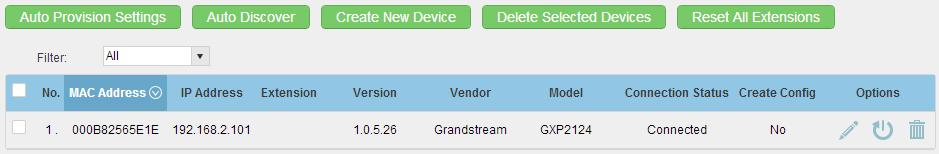 Auto Provision Settings Auto Discover Create New Device Delete Selected Devices Reset All Extensions
Filter: All
No. MAC Address IP Address Extension Version Vendor Model Connection Status Create Config Options
1 . 000B82565E1E 192.168.2.101 1.0.5.26 Grandstream GXP2124 Connected No